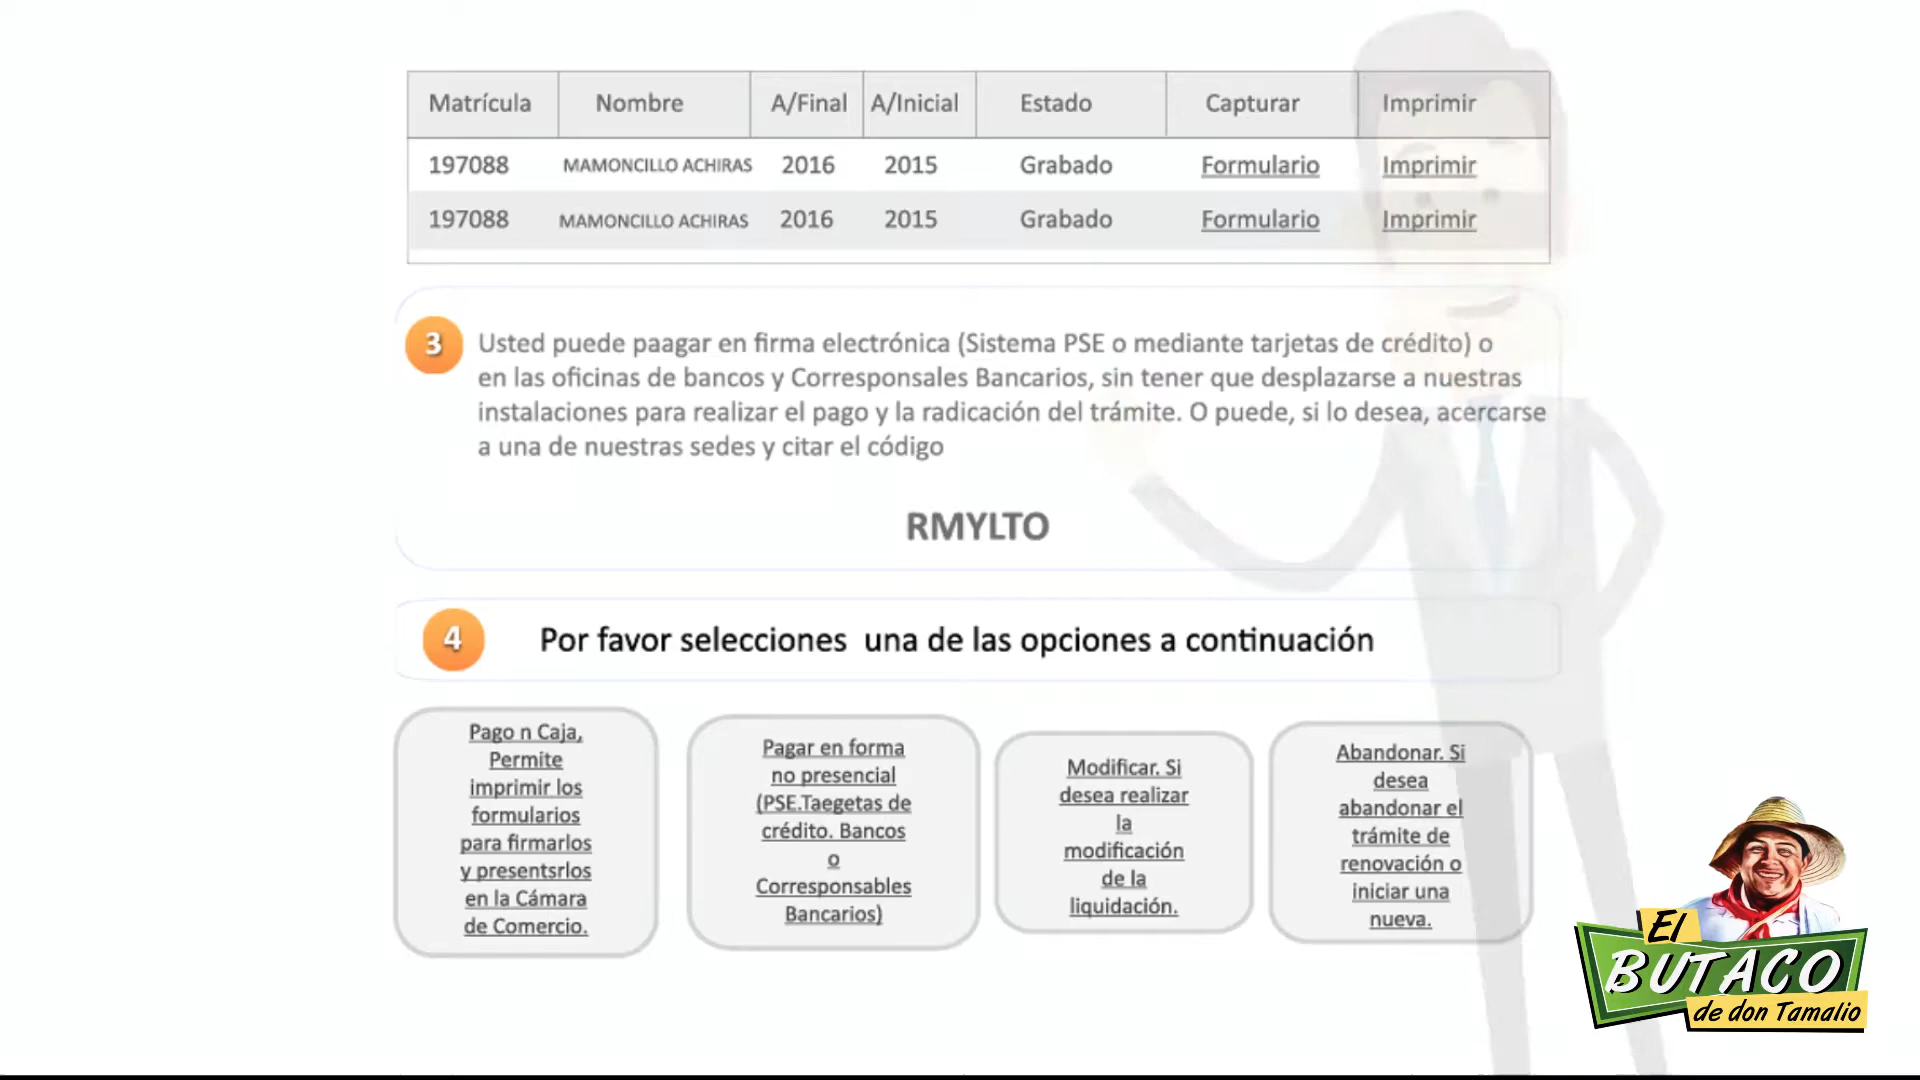 Matrícula Nombre A/Final A/Inicial Estado Capturar Imprimir
197088 MAMONCILLO ACHIRAS 2016 2015 Grabado Formulario Imprimir
197088 MAMONCILLO ACHIRAS 2016 2015 Grabado Formulario Imprimir
3
Usted puede paagar en firma electrónica (Sistema PSE o mediante tarjetas de crédito) o
en las oficinas de bancos y Corresponsales Bancarios, sin tener que desplazarse a nuestras
instalaciones para realizar el pago y la radicación del trámite. O puede, si lo desea, acercarse
a una de nuestras sedes y citar el código
RMYLTO
4
Por favor selecciones una de las opciones a continuación
Pago n Caja,
Permite
imprimir los
formularios
para firmarlos
y presentsrlos
en la Cámara
de Comercio.
Pagar en forma
no presencial
(PSE.Taegetas de
crédito. Bancos
o
Corresponsables
Bancarios)
Modificar. Si
desea realizar
la
modificación
de la
liquidación.
Abandonar. Si
desea
abandonar el
trámite de
renovación o
iniciar una
nueva.
El
BUTACO
de don Tamalio